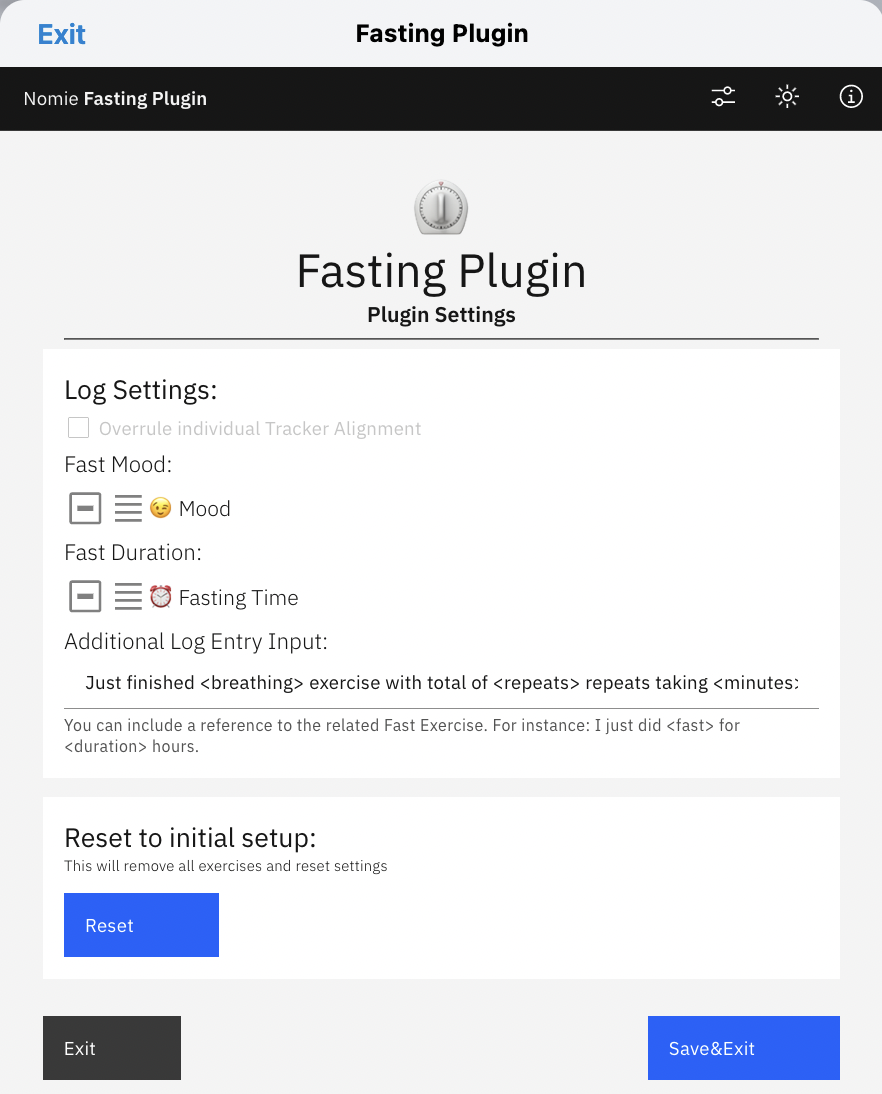 Exit
Fasting Plugin
Nomie Fasting Plugin
Fasting Plugin
Plugin Settings
Log Settings:
Overrule individual Tracker Alignment
Fast Mood:
Mood
Fast Duration:
Fasting Time
Additional Log Entry Input:
Just finished <breathing> exercise with total of <repeats> repeats taking <minutes>
You can include a reference to the related Fast Exercise. For instance: I just did <fast> for
<duration> hours.
Reset to initial setup:
This will remove all exercises and reset settings
Reset
Exit
Save&Exit